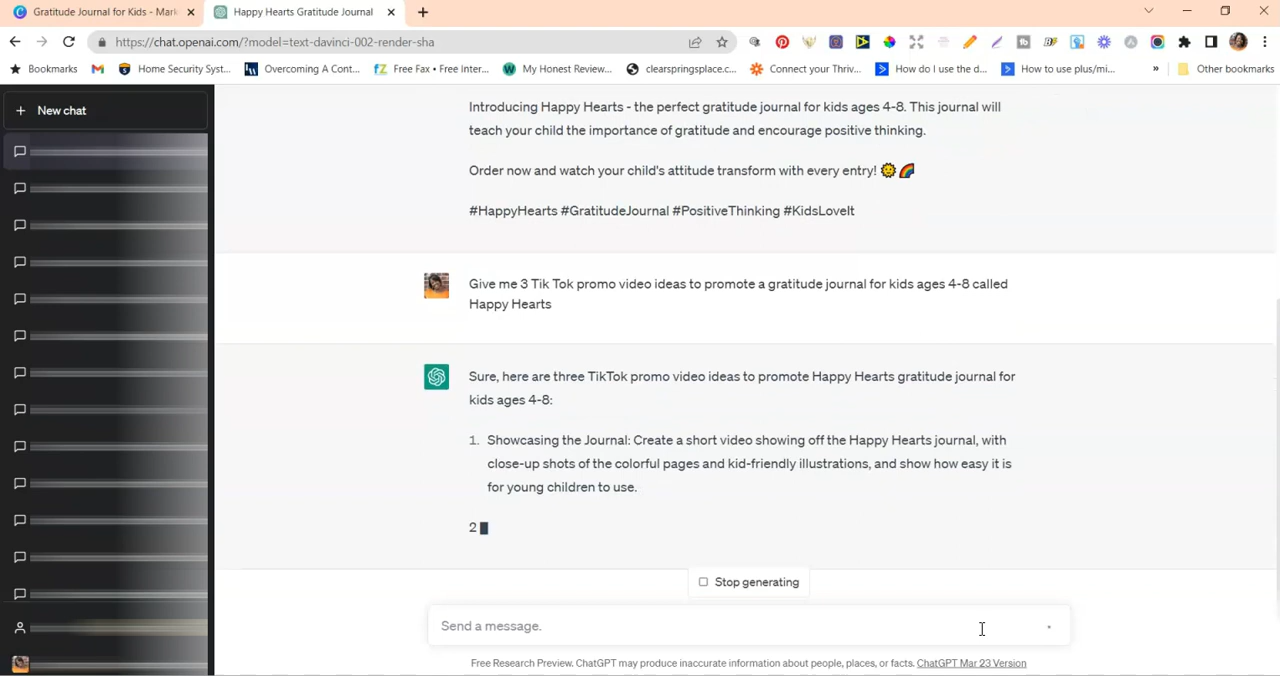 Gratitude Journal for Kids - Mark
Happy Hearts Gratitude Journal
https://chat.openai.com/?model=text-davinci-002-render-sha
Bookmarks
Home Security Syst...
Overcoming A Cont...
Free Fax • Free Inter...
My Honest Review...
clearspringsplace.c...
Connect your Thriv...
How do I use the d...
How to use plus/mi...
»
Other bookmarks
+ New chat
Introducing Happy Hearts - the perfect gratitude journal for kids ages 4-8. This journal will
teach your child the importance of gratitude and encourage positive thinking.
Order now and watch your child's attitude transform with every entry! 🌞🌈
#HappyHearts #GratitudeJournal #PositiveThinking #KidsLoveIt
Give me 3 Tik Tok promo video ideas to promote a gratitude journal for kids ages 4-8 called
Happy Hearts
Sure, here are three TikTok promo video ideas to promote Happy Hearts gratitude journal for
kids ages 4-8:
1. Showcasing the Journal: Create a short video showing off the Happy Hearts journal, with
close-up shots of the colorful pages and kid-friendly illustrations, and show how easy it is
for young children to use.
2
Stop generating
Send a message.
Free Research Preview. ChatGPT may produce inaccurate information about people, places, or facts. ChatGPT Mar 23 Version